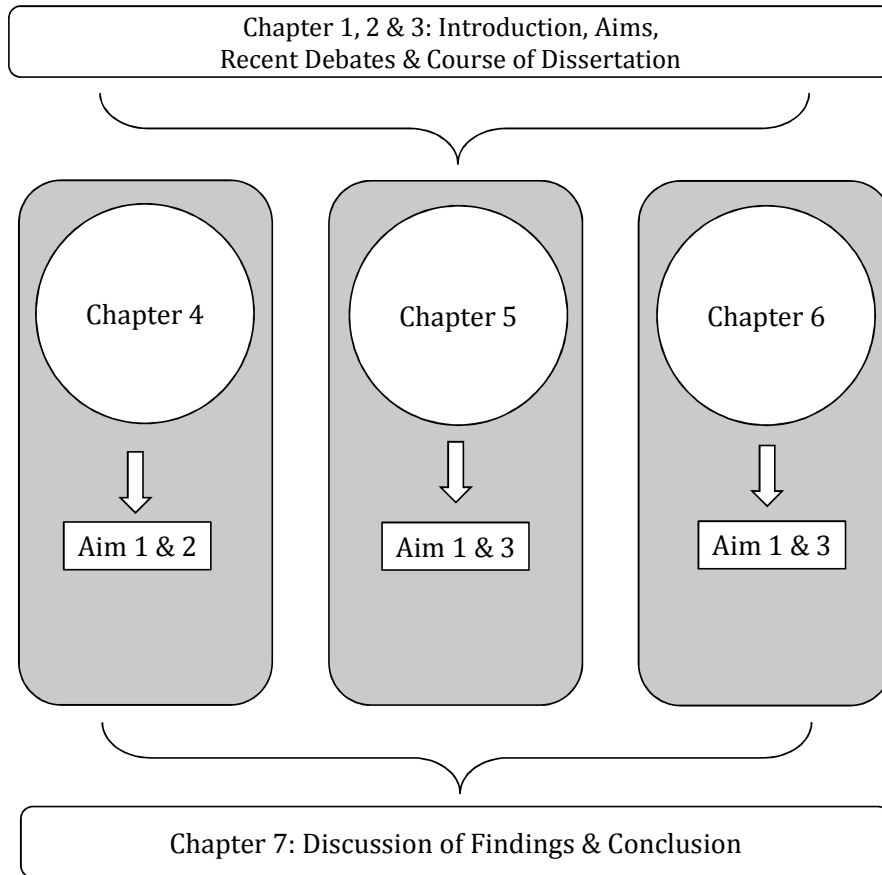 Chapter 1, 2 & 3: Introduction, Aims,
Recent Debates & Course of Dissertation
Chapter 4
Chapter 5
Chapter 6
Aim 1 & 2
Aim 1 & 3
Aim 1 & 3
Chapter 7: Discussion of Findings & Conclusion